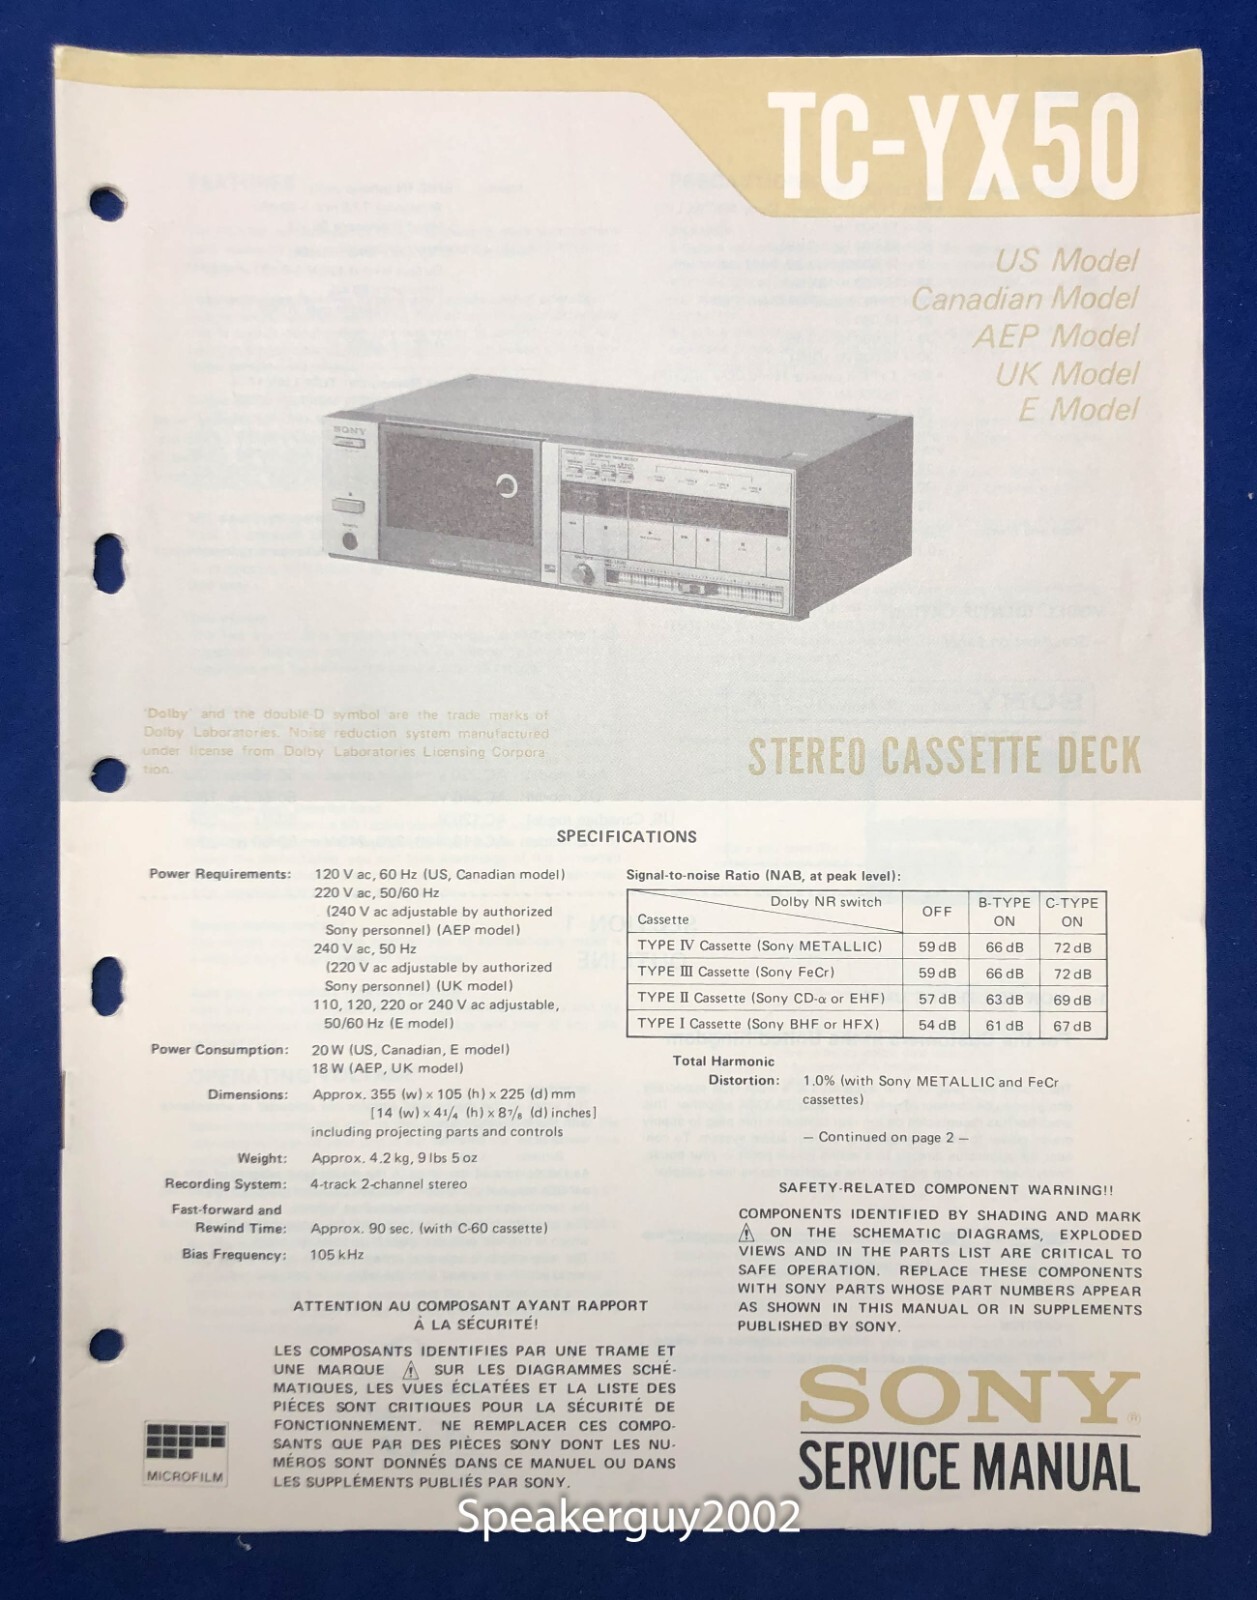 TC-YX50
US Model
Canadian Model
AEP Model
UK Model
E Model
SONY
'Dolby' and the double-D symbol are the trade marks of
Dolby Laboratories. Noise reduction system manufactured
under license from Dolby Laboratories Licensing Corpora-
tion.
STEREO CASSETTE DECK
SPECIFICATIONS
Power Requirements: 120 V ac, 60 Hz (US, Canadian model)
220 V ac, 50/60 Hz
(240 V ac adjustable by authorized
Sony personnel) (AEP model)
240 V ac, 50 Hz
(220 V ac adjustable by authorized
Sony personnel) (UK model)
110, 120, 220 or 240 V ac adjustable,
50/60 Hz (E model)
Power Consumption: 20 W (US, Canadian, E model)
18 W (AEP, UK model)
Dimensions: Approx. 355 (w) x 105 (h) x 225 (d) mm
[14 (w) x 4 1/4 (h) x 8 7/8 (d) inches]
including projecting parts and controls
Weight: Approx. 4.2 kg, 9 lbs 5 oz
Recording System: 4-track 2-channel stereo
Fast-forward and
Rewind Time: Approx. 90 sec. (with C-60 cassette)
Bias Frequency: 105 kHz
Signal-to-noise Ratio (NAB, at peak level):
Dolby NR switch
Cassette
OFF
B-TYPE ON
C-TYPE ON
TYPE IV Cassette (Sony METALLIC) 59 dB 66 dB 72 dB
TYPE III Cassette (Sony FeCr) 59 dB 66 dB 72 dB
TYPE II Cassette (Sony CD-α or EHF) 57 dB 63 dB 69 dB
TYPE I Cassette (Sony BHF or HFX) 54 dB 61 dB 67 dB
Total Harmonic
Distortion: 1.0% (with Sony METALLIC and FeCr
cassettes)
– Continued on page 2 –
SAFETY-RELATED COMPONENT WARNING!!
COMPONENTS IDENTIFIED BY SHADING AND MARK
⚠ ON THE SCHEMATIC DIAGRAMS, EXPLODED
VIEWS AND IN THE PARTS LIST ARE CRITICAL TO
SAFE OPERATION. REPLACE THESE COMPONENTS
WITH SONY PARTS WHOSE PART NUMBERS APPEAR
AS SHOWN IN THIS MANUAL OR IN SUPPLEMENTS
PUBLISHED BY SONY.
ATTENTION AU COMPOSANT AYANT RAPPORT
À LA SÉCURITÉ!
LES COMPOSANTS IDENTIFIES PAR UNE TRAME ET
UNE MARQUE ⚠ SUR LES DIAGRAMMES SCHÉ-
MATIQUES, LES VUES ÉCLATÉES ET LA LISTE DES
PIÈCES SONT CRITIQUES POUR LA SÉCURITÉ DE
FONCTIONNEMENT. NE REMPLACER CES COMPO-
SANTS QUE PAR DES PIÈCES SONY DONT LES NU-
MÉROS SONT DONNÉS DANS CE MANUEL OU DANS
LES SUPPLÉMENTS PUBLIÉS PAR SONY.
MICROFILM
SONY®
SERVICE MANUAL
Speakerguy2002